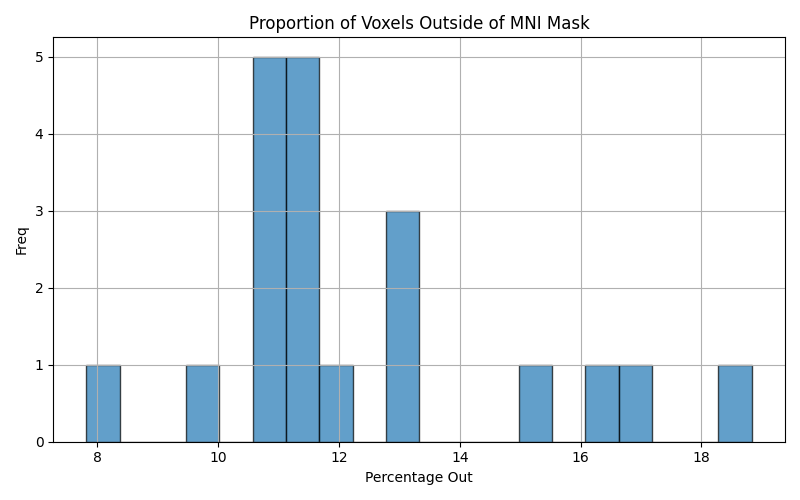 Proportion of Voxels Outside of MNI Mask
5
4
3
2
1
0
Freq
8 10 12 14 16 18
Percentage Out